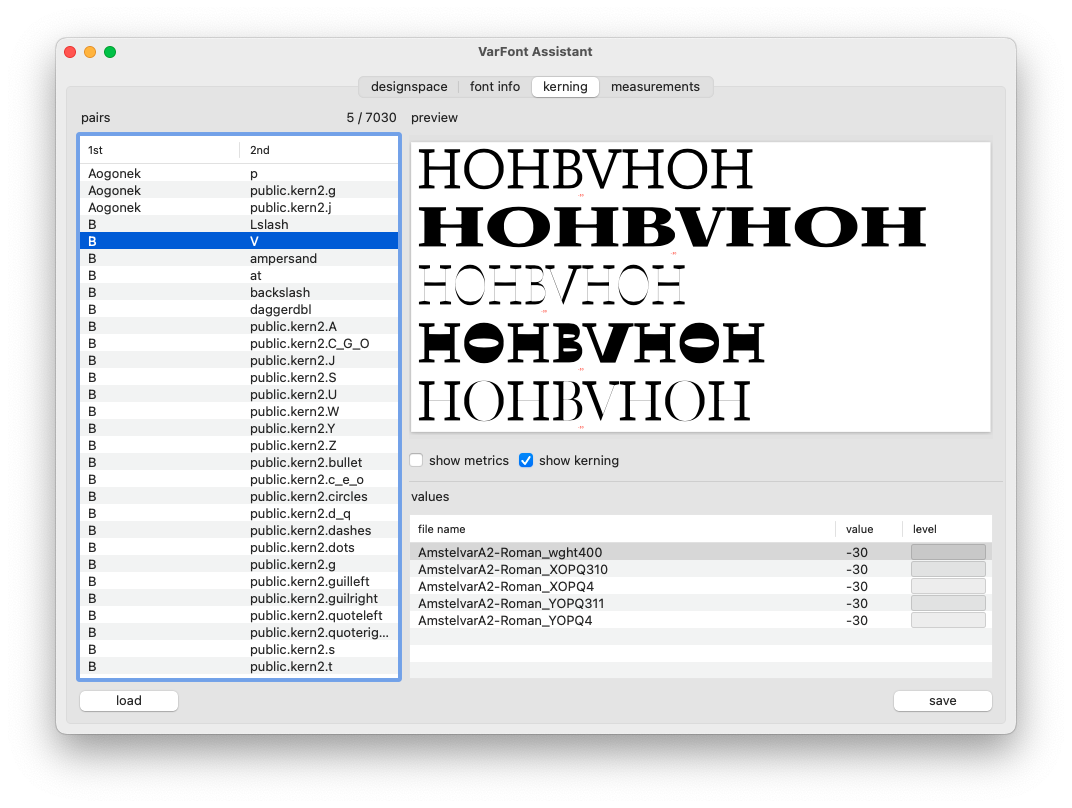 VarFont Assistant
designspace font info kerning measurements
pairs 5 / 7030
1st 2nd
Aogonek p
Aogonek public.kern2.g
Aogonek public.kern2.j
B Lslash
B V
B ampersand
B at
B backslash
B daggerdbl
B public.kern2.A
B public.kern2.C_G_O
B public.kern2.J
B public.kern2.S
B public.kern2.U
B public.kern2.W
B public.kern2.Y
B public.kern2.Z
B public.kern2.bullet
B public.kern2.c_e_o
B public.kern2.circles
B public.kern2.d_q
B public.kern2.dashes
B public.kern2.dots
B public.kern2.g
B public.kern2.guilleft
B public.kern2.guilright
B public.kern2.quoteleft
B public.kern2.quoterig...
B public.kern2.s
B public.kern2.t
load
preview
HOHBVHOH
HOHBVHOH
HOHBVHOH
HOHBVHOH
HOHBVHOH
show metrics show kerning
values
file name value level
AmstelvarA2-Roman_wght400 -30
AmstelvarA2-Roman_XOPQ310 -30
AmstelvarA2-Roman_XOPQ4 -30
AmstelvarA2-Roman_YOPQ311 -30
AmstelvarA2-Roman_YOPQ4 -30
save